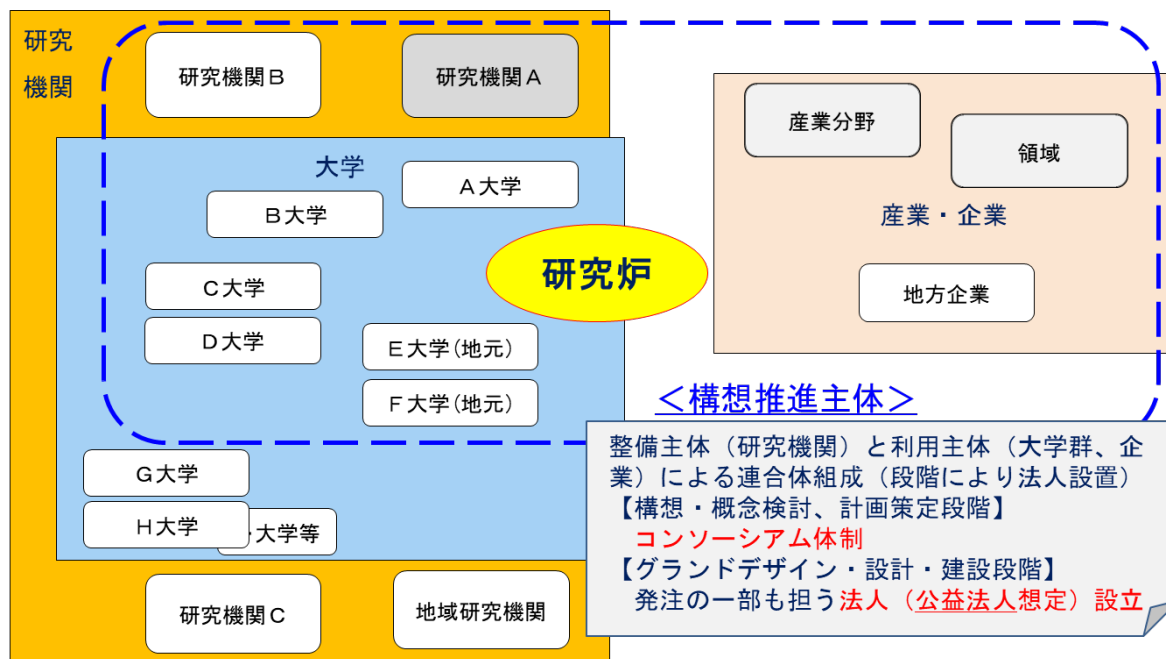 研究
機関
研究機関B
研究機関A
大学
A大学
B大学
C大学
D大学
E大学(地元)
F大学(地元)
G大学
H大学
大学等
研究機関C
地域研究機関
研究炉
産業分野
領域
産業・企業
地方企業
＜構想推進主体＞
整備主体（研究機関）と利用主体（大学群、企
業）による連合体組成（段階により法人設置）
【構想・概念検討、計画策定段階】
コンソーシアム体制
【グランドデザイン・設計・建設段階】
発注の一部も担う法人（公益法人想定）設立